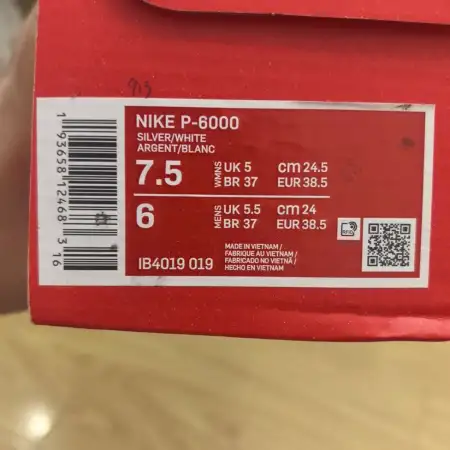 913
NIKE P-6000
SILVER/WHITE
ARGENT/BLANC
7.5 WMNS UK 5 cm 24.5
BR 37 EUR 38.5
6 MENS UK 5.5 cm 24
BR 37 EUR 38.5
IB4019 019
MADE IN VIETNAM /
FABRIQUE AU VIETNAM /
FABRICADO NO VIETNÃ /
HECHO EN VIETNAM
1 93658 12468 3 16